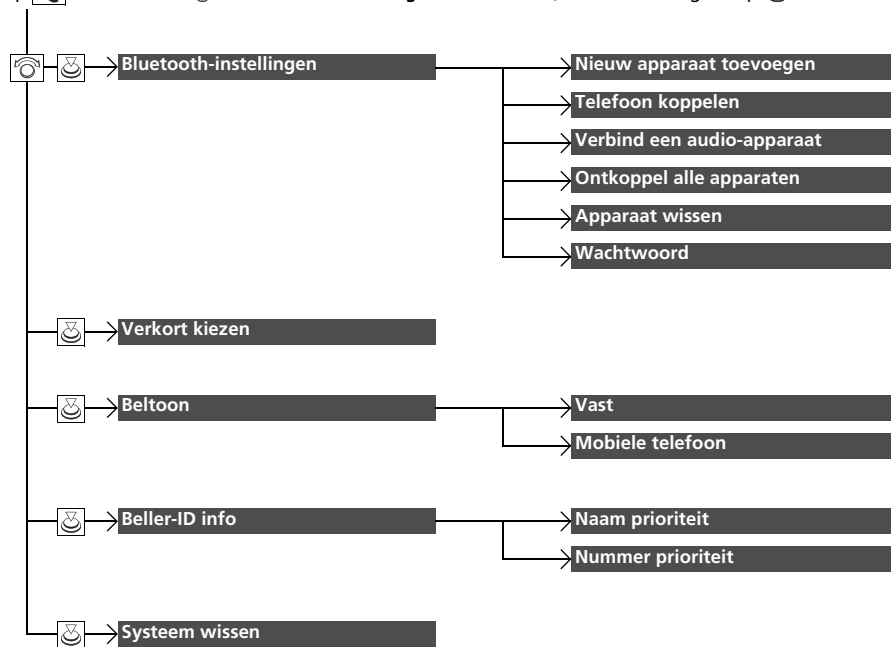 Bluetooth-instellingen
Nieuw apparaat toevoegen
Telefoon koppelen
Verbind een audio-apparaat
Ontkoppel alle apparaten
Apparaat wissen
Wachtwoord
Verkort kiezen
Beltoon
Vast
Mobiele telefoon
Beller-ID info
Naam prioriteit
Nummer prioriteit
Systeem wissen